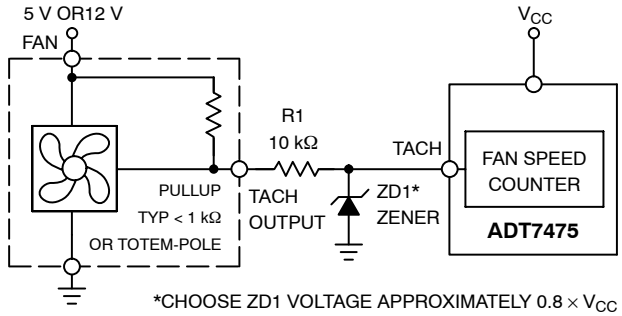 5 V OR12 V
FAN
VCC
R1
10 kΩ
TACH
FAN SPEED
COUNTER
PULLUP
TYP < 1 kΩ
OR TOTEM-POLE
TACH
OUTPUT
ZD1*
ZENER
ADT7475
*CHOOSE ZD1 VOLTAGE APPROXIMATELY 0.8 × VCC